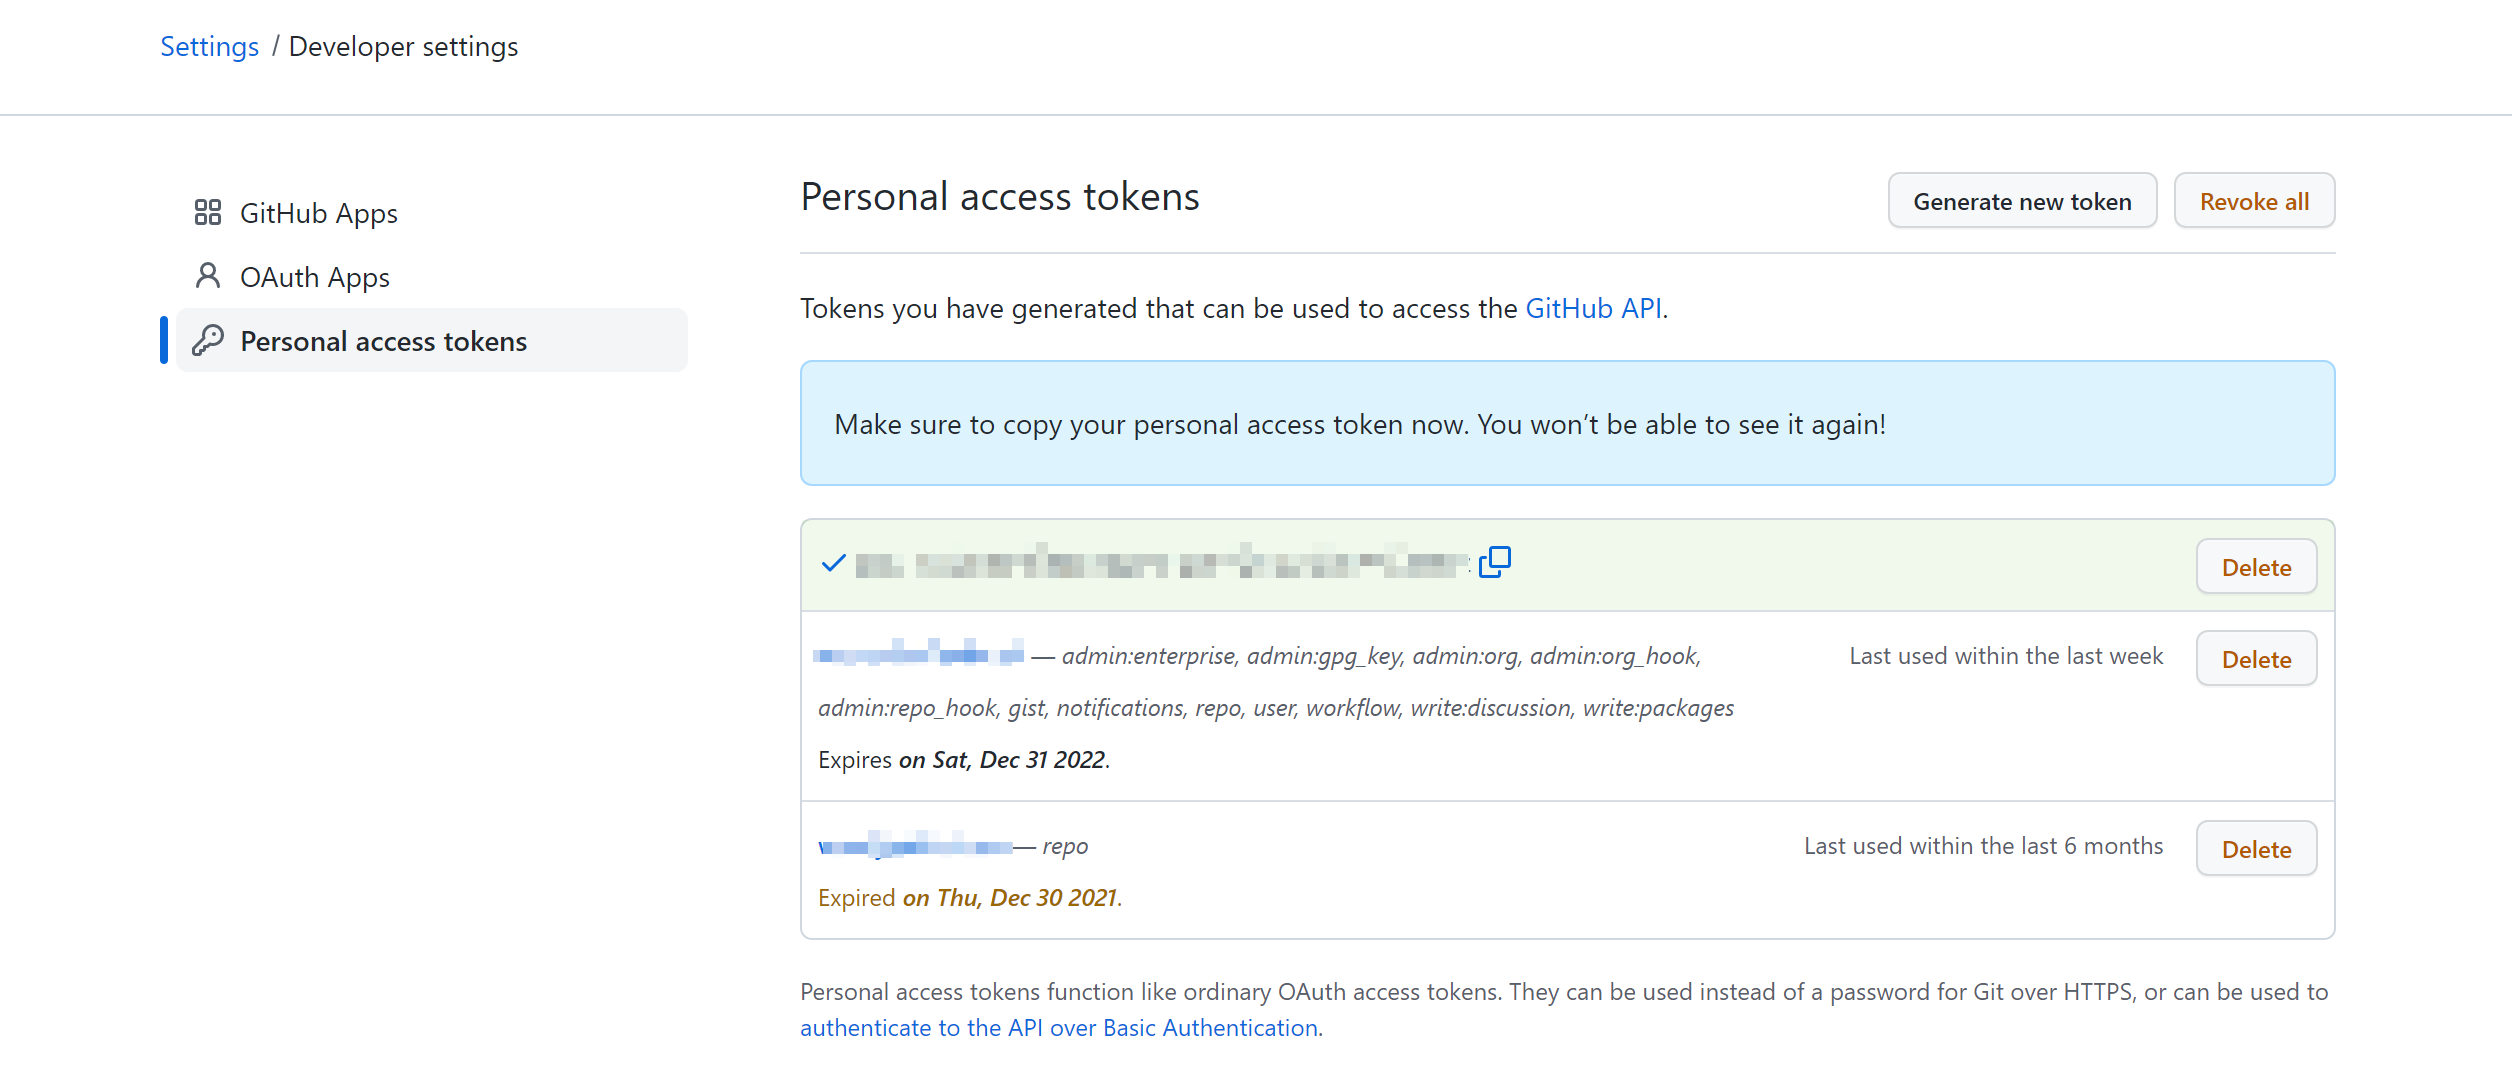 Settings / Developer settings
GitHub Apps
OAuth Apps
Personal access tokens
Personal access tokens
Generate new token
Revoke all
Tokens you have generated that can be used to access the GitHub API.
Make sure to copy your personal access token now. You won’t be able to see it again!
Delete
— admin:enterprise, admin:gpg_key, admin:org, admin:org_hook,
admin:repo_hook, gist, notifications, repo, user, workflow, write:discussion, write:packages
Last used within the last week
Delete
Expires on Sat, Dec 31 2022.
— repo
Last used within the last 6 months
Delete
Expired on Thu, Dec 30 2021.
Personal access tokens function like ordinary OAuth access tokens. They can be used instead of a password for Git over HTTPS, or can be used to
authenticate to the API over Basic Authentication.